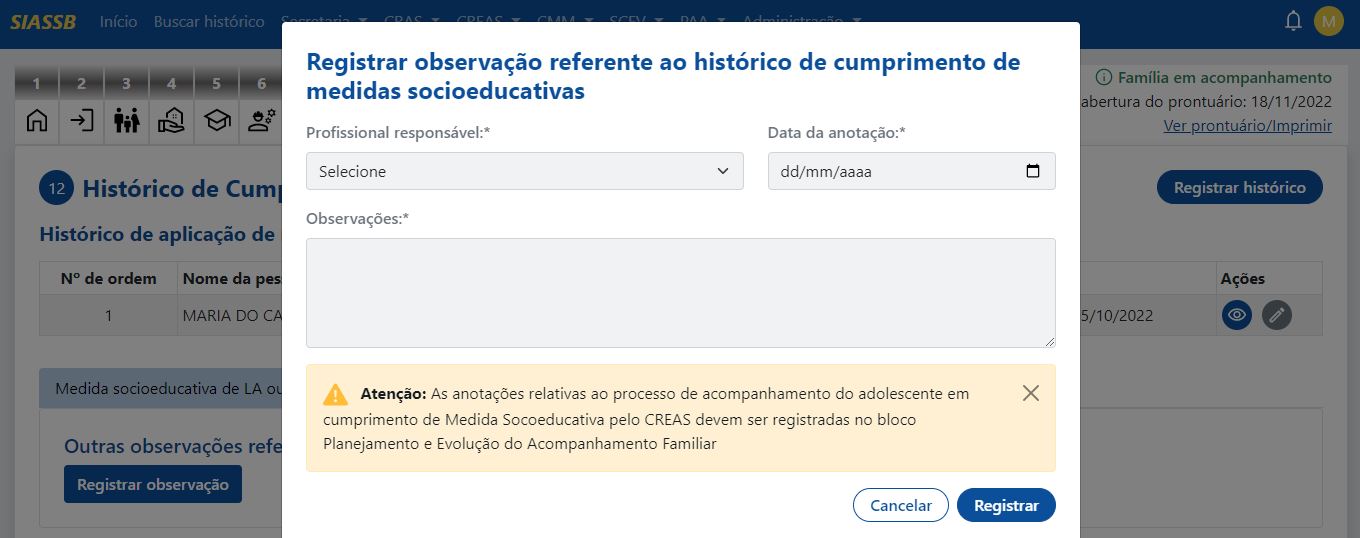 SIASSB Início Buscar histórico Secretaria CRAS CREAS CMM SCFV PAA Administração M
Registrar observação referente ao histórico de cumprimento de
medidas socioeducativas
Profissional responsável:* Data da anotação:*
Selecione dd/mm/aaaa
Observações:*
Atenção: As anotações relativas ao processo de acompanhamento do adolescente em
cumprimento de Medida Socoeducativa pelo CREAS devem ser registradas no bloco
Planejamento e Evolução do Acompanhamento Familiar
Cancelar Registrar
1 2 3 4 5 6
Família em acompanhamento
abertura do prontuário: 18/11/2022
Ver prontuário/Imprimir
12 Histórico de Cump
Registrar histórico
Histórico de aplicação de
Nº de ordem Nome da pes Ações
1 MARIA DO CA 5/10/2022
Medida socioeducativa de LA ou
Outras observações refe
Registrar observação